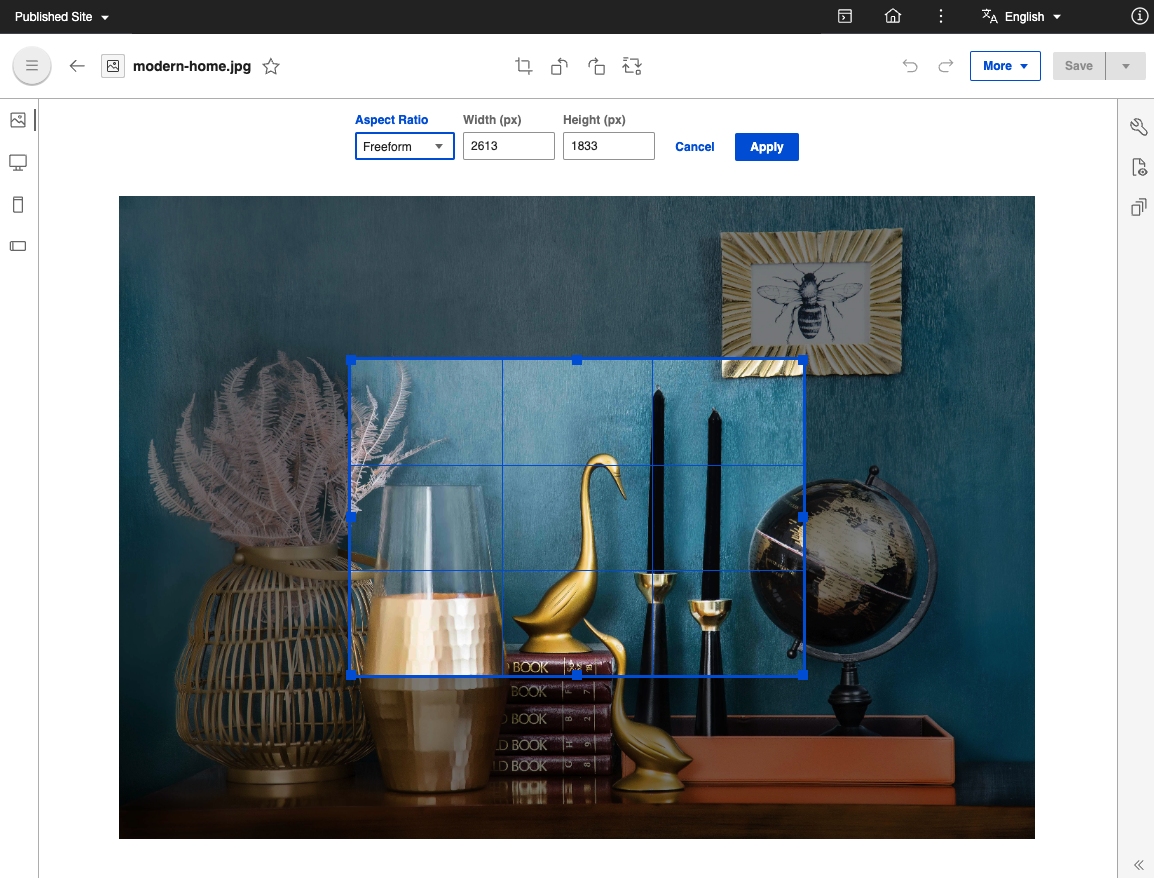 Published Site
English
modern-home.jpg
More
Save
Aspect Ratio
Width (px)
Height (px)
Freeform
2613
1833
Cancel
Apply
BOOK
BOOK
BOOK
D BOOK
D BOOK